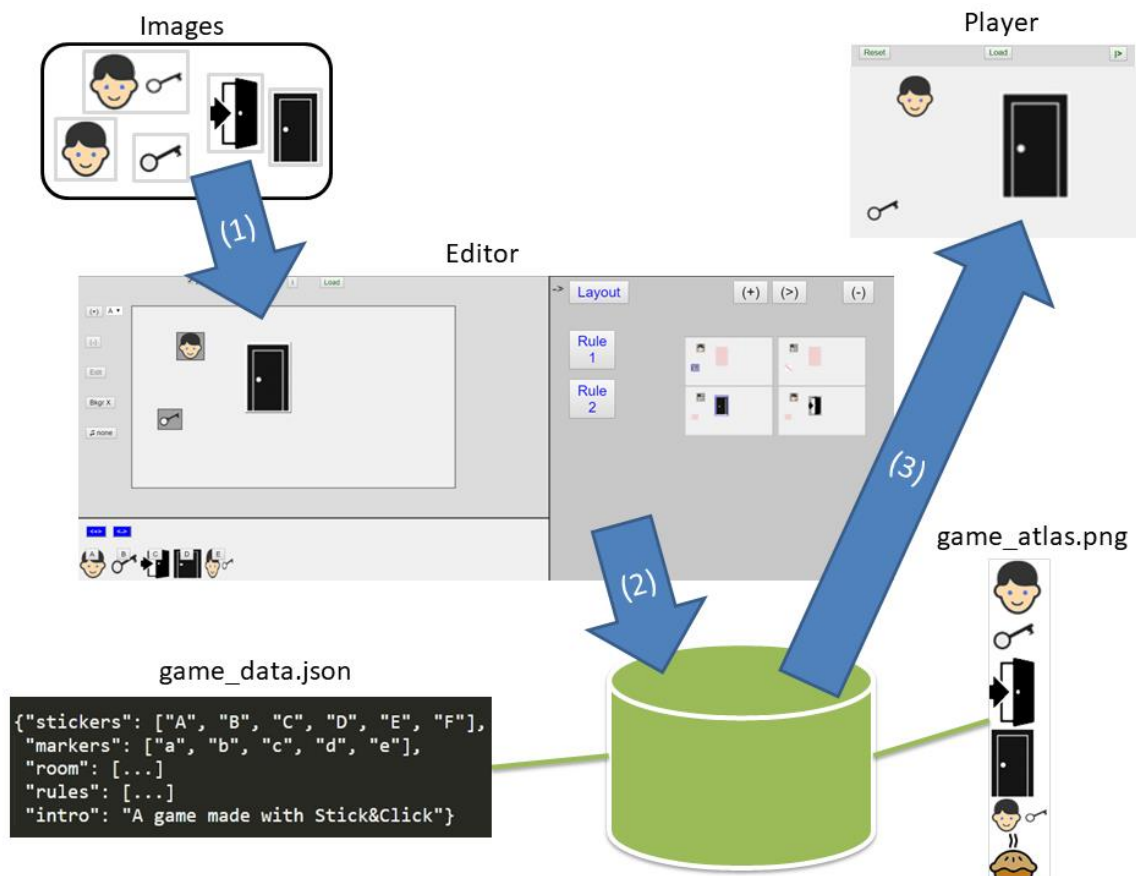 Images
Player
Reset
Load
(1)
Editor
Load
(+)
A ▾
(-)
Edit
Bkgr X
♫ none
->
Layout
(+)
(>)
(-)
Rule
1
Rule
2
A
B
C
D
E
(2)
(3)
game_atlas.png
game_data.json
{"stickers": ["A", "B", "C", "D", "E", "F"],
"markers": ["a", "b", "c", "d", "e"],
"room": [...]
"rules": [...]
"intro": "A game made with Stick&Click"}